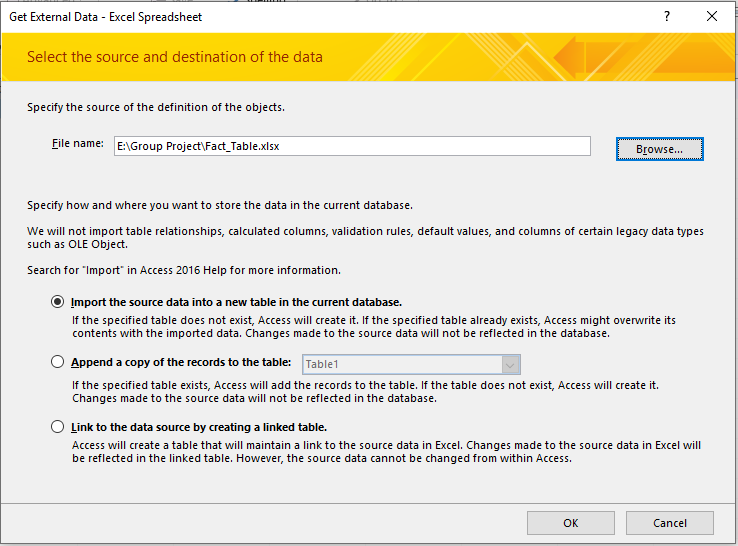 Get External Data - Excel Spreadsheet
?
Select the source and destination of the data
Specify the source of the definition of the objects.
File name: E:\Group Project\Fact_Table.xlsx Browse...
Specify how and where you want to store the data in the current database.
We will not import table relationships, calculated columns, validation rules, default values, and columns of certain legacy data types
such as OLE Object.
Search for "Import" in Access 2016 Help for more information.
Import the source data into a new table in the current database.
If the specified table does not exist, Access will create it. If the specified table already exists, Access might overwrite its
contents with the imported data. Changes made to the source data will not be reflected in the database.
Append a copy of the records to the table: Table1
If the specified table exists, Access will add the records to the table. If the table does not exist, Access will create it.
Changes made to the source data will not be reflected in the database.
Link to the data source by creating a linked table.
Access will create a table that will maintain a link to the source data in Excel. Changes made to the source data in Excel will
be reflected in the linked table. However, the source data cannot be changed from within Access.
OK Cancel